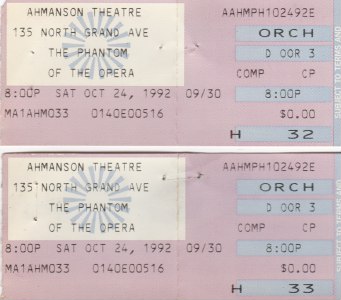 AHMANSON THEATRE AAHMPH102492E
135 NORTH GRAND AVE ORCH
THE PHANTOM DOOR 3
OF THE OPERA COMP CP
8:00P SAT OCT 24, 1992 09/30 8:00P
MA1AHM033 0140E00516 $0.00
H 32
AHMANSON THEATRE AAHMPH102492E
135 NORTH GRAND AVE ORCH
THE PHANTOM DOOR 3
OF THE OPERA COMP CP
8:00P SAT OCT 24, 1992 09/30 8:00P
MA1AHM033 0140E00516 $0.00
H 33